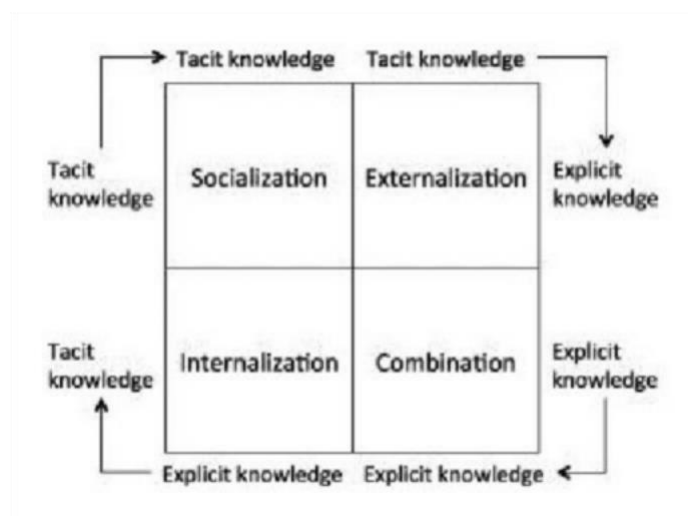 Tacit knowledge Tacit knowledge
Tacit
knowledge
Socialization
Externalization
Explicit
knowledge
Tacit
knowledge
Internalization
Combination
Explicit
knowledge
Explicit knowledge Explicit knowledge